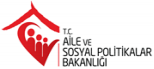 T.C.
AİLE VE
SOSYAL POLİTİKALAR
BAKANLIĞI